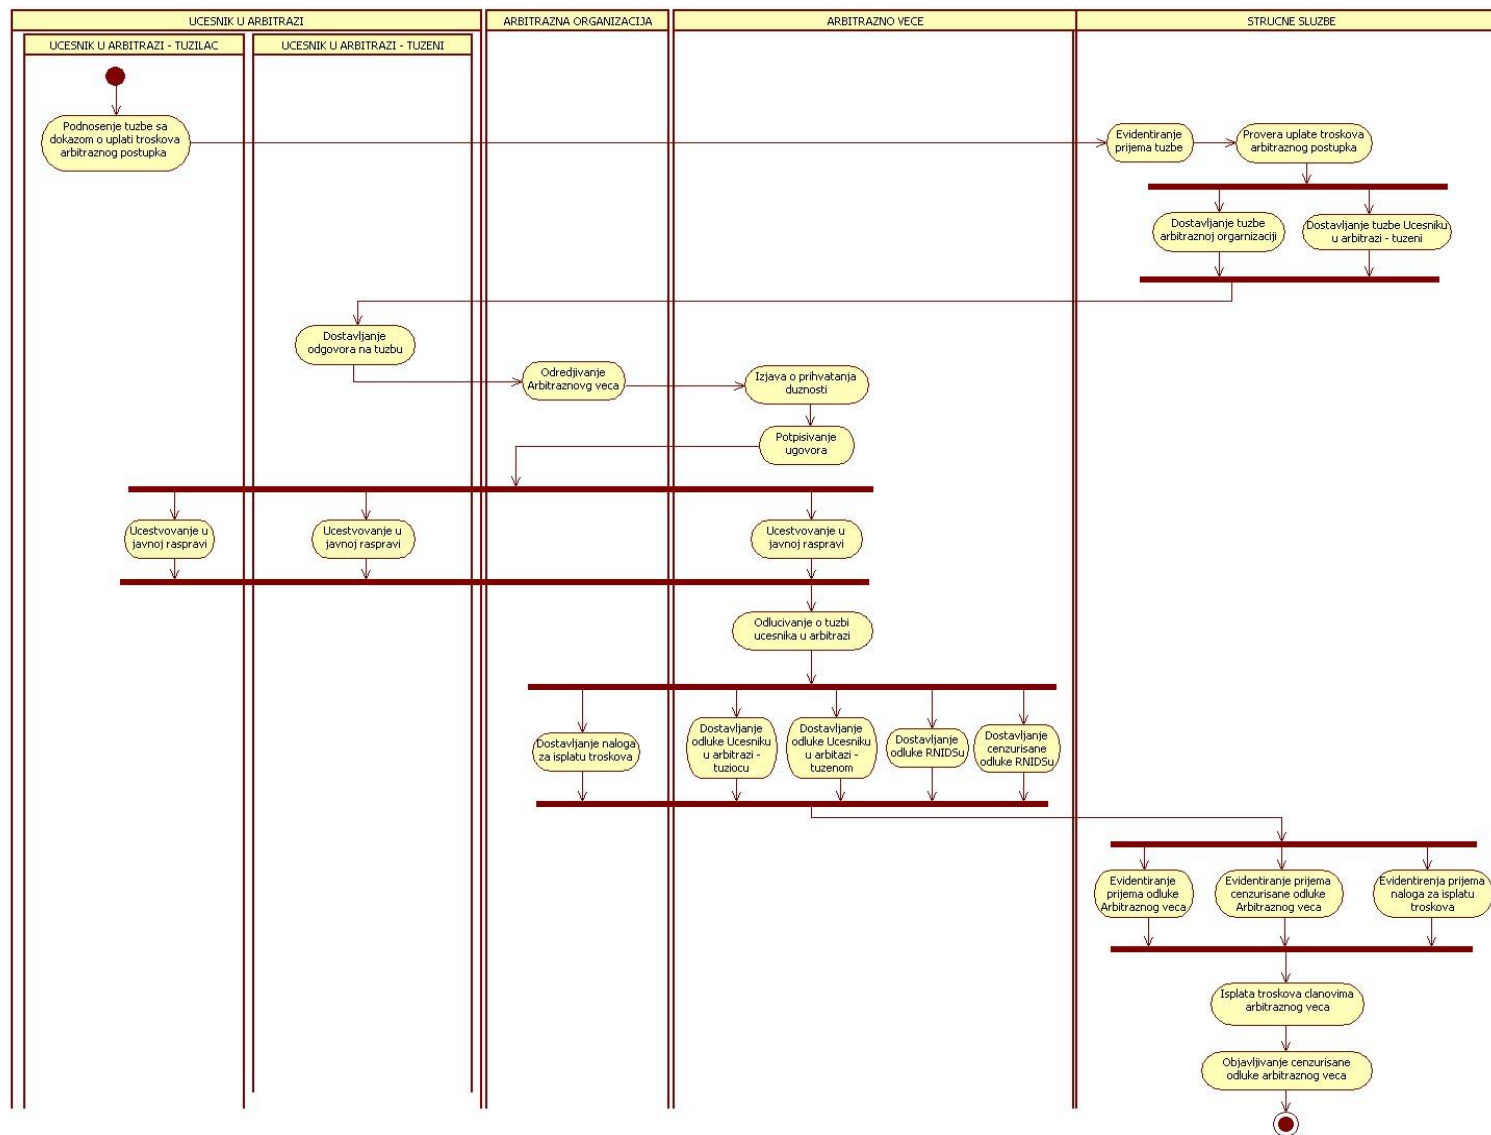 UCESNIK U ARBITRAZI
ARBITRAZNA ORGANIZACIJA
ARBITRAZNO VECE
STRUCNE SLUZBE
UCESNIK U ARBITRAZI - TUZILAC
UCESNIK U ARBITRAZI - TUZENI
Podnosenje tuzbe sa
dokazom o uplati troskova
arbitraznog postupka
Evidentiranje
prijema tuzbe
Provera uplate troskova
arbitraznog postupka
Dostavljanje tuzbe
arbitraznoj orgarnizaciji
Dostavljanje tuzbe Ucesniku
u arbitrazi - tuzeni
Dostavljanje
odgovora na tuzbu
Odredjivanje
Arbitraznovg veca
Izjava o prihvatanja
duznosti
Potpisivanje
ugovora
Ucestvovanje u
javnoj raspravi
Ucestvovanje u
javnoj raspravi
Ucestvovanje u
javnoj raspravi
Odlucivanje o tuzbi
ucesnika u arbitrazi
Dostavljanje naloga
za isplatu troskova
Dostavljanje
odluke Ucesniku
u arbitrazi -
tuziocu
Dostavljanje
odluke Ucesniku
u arbitazi -
tuzenom
Dostavljanje
odluke RNIDSu
Dostavljanje
cenzurisane
odluke RNIDSu
Evidentiranje
prijema odluke
Arbitraznog veca
Evidentiranje prijema
cenzurisane odluke
Arbitraznog veca
Evidentirenja prijema
naloga za isplatu
troskova
Isplata troskova clanovima
arbitraznog veca
Objavljivanje cenzurisane
odluke arbitraznog veca